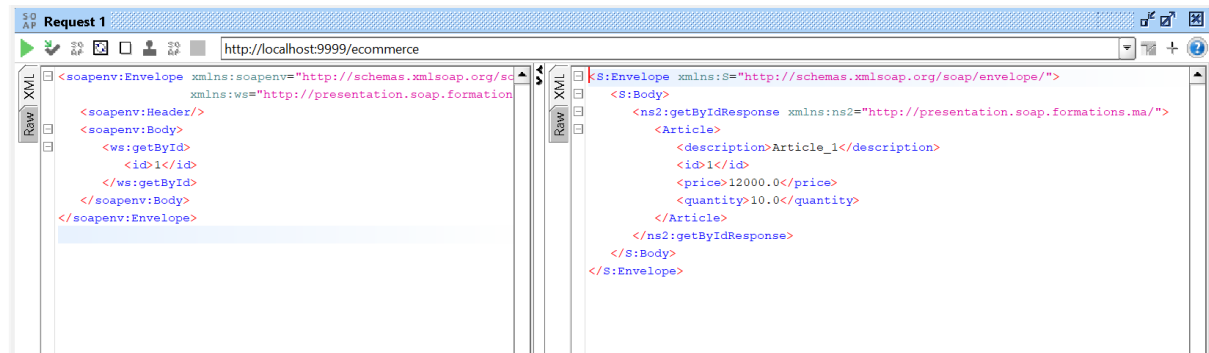 SO
AP Request 1
http://localhost:9999/ecommerce
XML
Raw
<soapenv:Envelope xmlns:soapenv="http://schemas.xmlsoap.org/so
xmlns:ws="http://presentation.soap.formation
<soapenv:Header/>
<soapenv:Body>
<ws:getById>
<id>1</id>
</ws:getById>
</soapenv:Body>
</soapenv:Envelope>
XML
Raw
<S:Envelope xmlns:S="http://schemas.xmlsoap.org/soap/envelope/">
<S:Body>
<ns2:getByIdResponse xmlns:ns2="http://presentation.soap.formations.ma/">
<Article>
<description>Article_1</description>
<id>1</id>
<price>12000.0</price>
<quantity>10.0</quantity>
</Article>
</ns2:getByIdResponse>
</S:Body>
</S:Envelope>